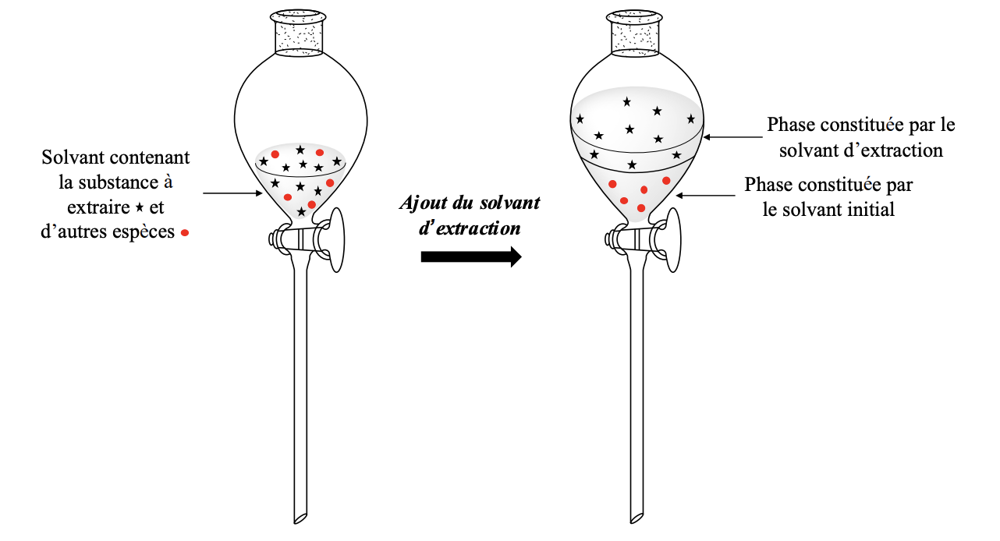 Solvant contenant
la substance à
extraire ★ et
d'autres espèces ●
Ajout du solvant
d'extraction
Phase constituée par le
solvant d'extraction
Phase constituée par
le solvant initial